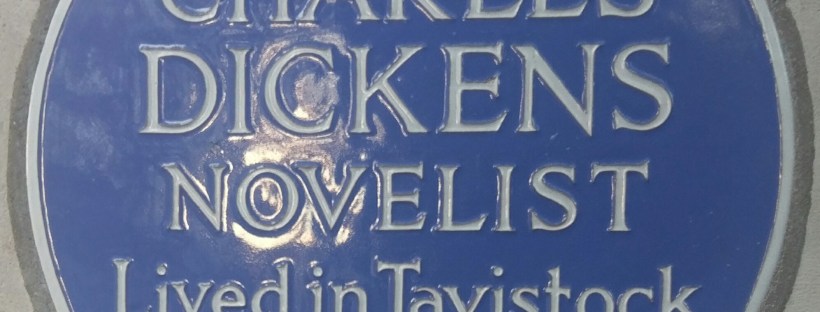 CHARLES
DICKENS
NOVELIST
Lived in Tavistock